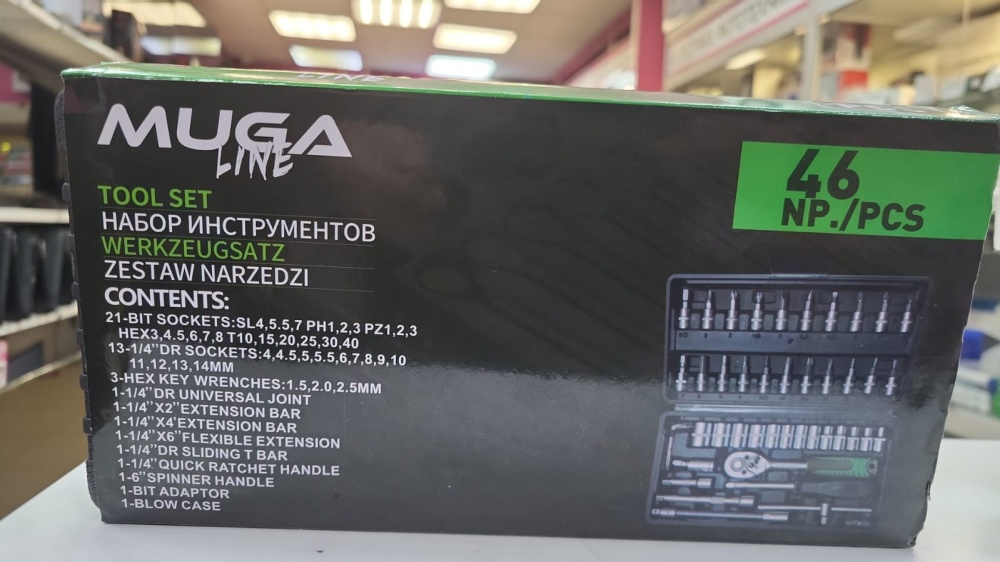 LINE
MUGA
LINE
TOOL SET
НАБОР ИНСТРУМЕНТОВ
WERKZEUGSATZ
ZESTAW NARZEDZI
CONTENTS:
21-BIT SOCKETS:SL4,5.5,7 PH1,2,3 PZ1,2,3
HEX3,4.5,6,7,8 T10,15,20,25,30,40
13-1/4"DR SOCKETS:4,4.5,5,5.5,6,7,8,9,10
11,12,13,14MM
3-HEX KEY WRENCHES:1.5,2.0,2.5MM
1-1/4"DR UNIVERSAL JOINT
1-1/4"X2"EXTENSION BAR
1-1/4"X4"EXTENSION BAR
1-1/4"X6"FLEXIBLE EXTENSION
1-1/4"DR SLIDING T BAR
1-1/4"QUICK RATCHET HANDLE
1-6"SPINNER HANDLE
1-BIT ADAPTOR
1-BLOW CASE
46
NP./PCS